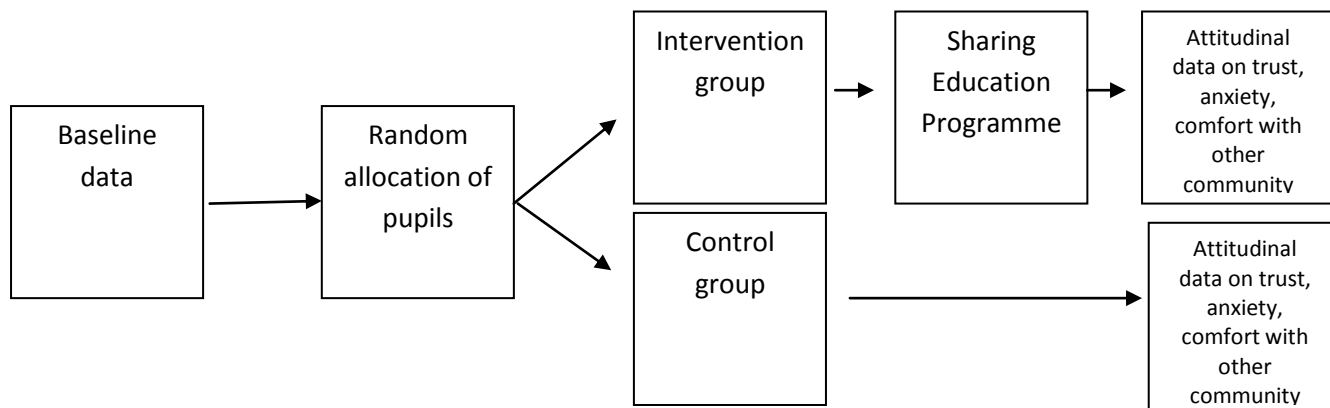 Baseline
data
Random
allocation of
pupils
Intervention
group
Sharing
Education
Programme
Attitudinal
data on trust,
anxiety,
comfort with
other
community
Control
group
Attitudinal
data on trust,
anxiety,
comfort with
other
community